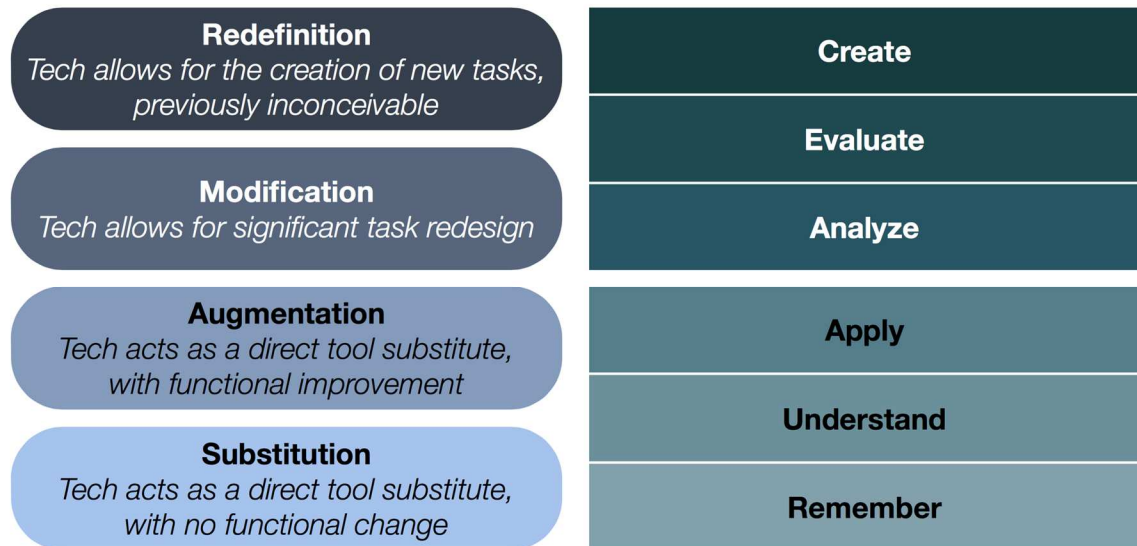 Redefinition
Tech allows for the creation of new tasks,
previously inconceivable
Modification
Tech allows for significant task redesign
Augmentation
Tech acts as a direct tool substitute,
with functional improvement
Substitution
Tech acts as a direct tool substitute,
with no functional change
Create
Evaluate
Analyze
Apply
Understand
Remember